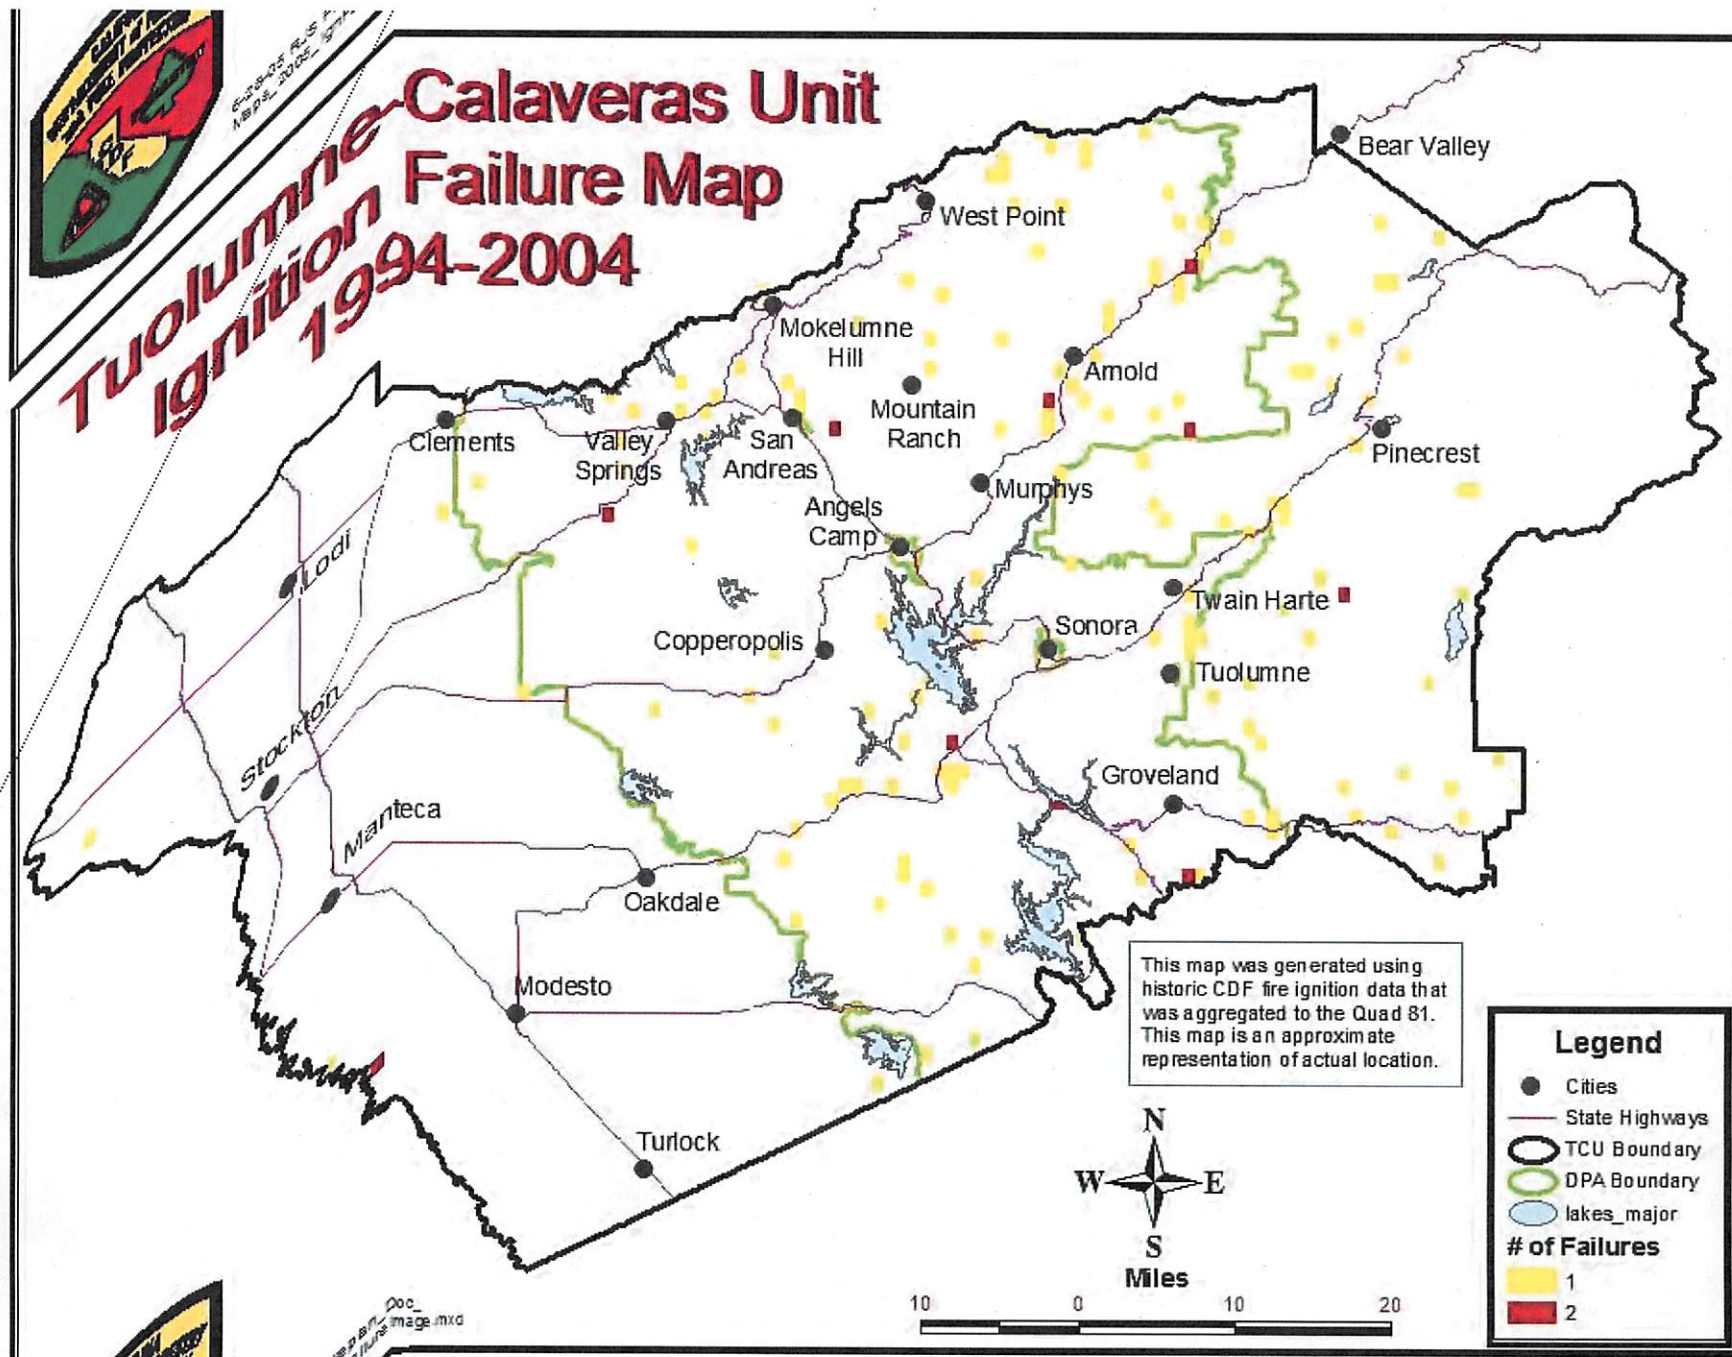 Tuolumne-Calaveras Unit
Ignition Failure Map
1994-2004
CDF
Bear Valley
West Point
Mokelumne
Hill
Arnold
Mountain
Ranch
Clements
Valley
Springs
San
Andreas
Pinecrest
Murphys
Angels
Camp
Lodi
Twain Harte
Copperopolis
Sonora
Tuolumne
Stockton
Groveland
Manteca
Oakdale
Modesto
Turlock
This map was generated using
historic CDF fire ignition data that
was aggregated to the Quad 81.
This map is an approximate
representation of actual location.
N
W E
S
Miles
10 0 10 20
Legend
Cities
State Highways
TCU Boundary
DPA Boundary
lakes_major
# of Failures
1
2